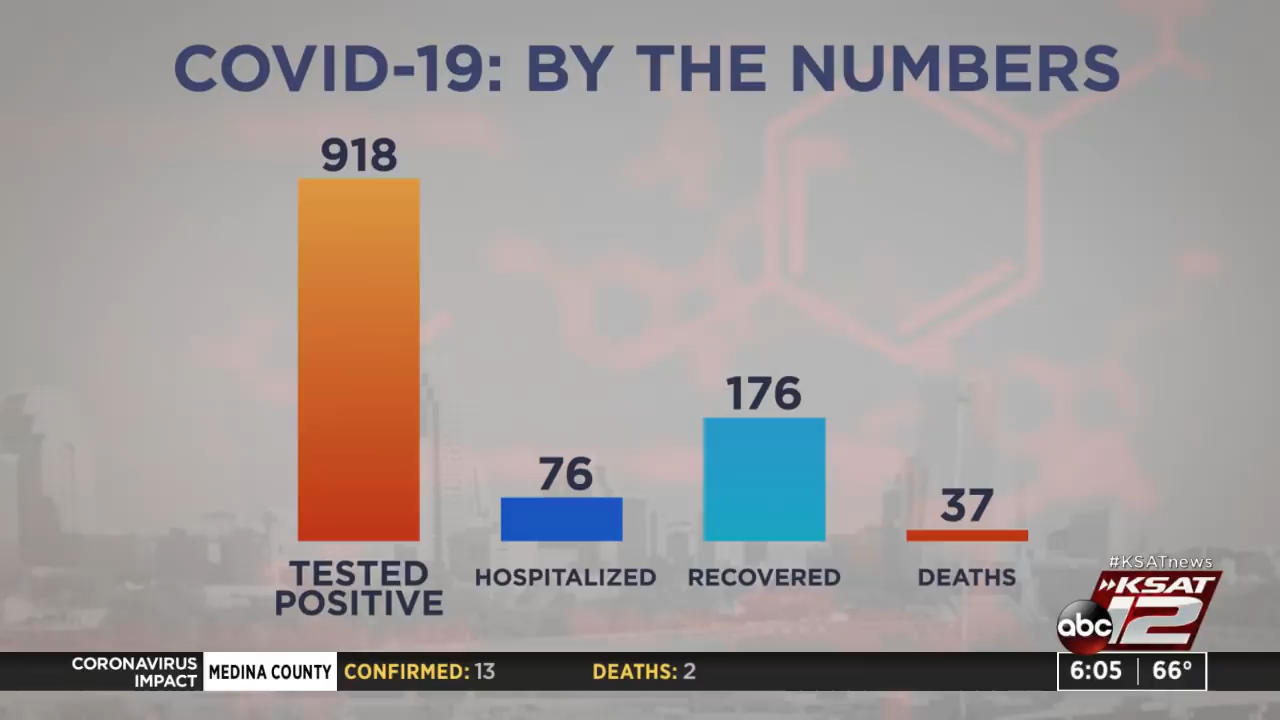 COVID-19: BY THE NUMBERS
918
76
176
37
TESTED
POSITIVE
HOSPITALIZED
RECOVERED
DEATHS
#KSATnews
KSAT
abc 12
CORONAVIRUS
IMPACT
MEDINA COUNTY
CONFIRMED: 13
DEATHS: 2
6:05
66°